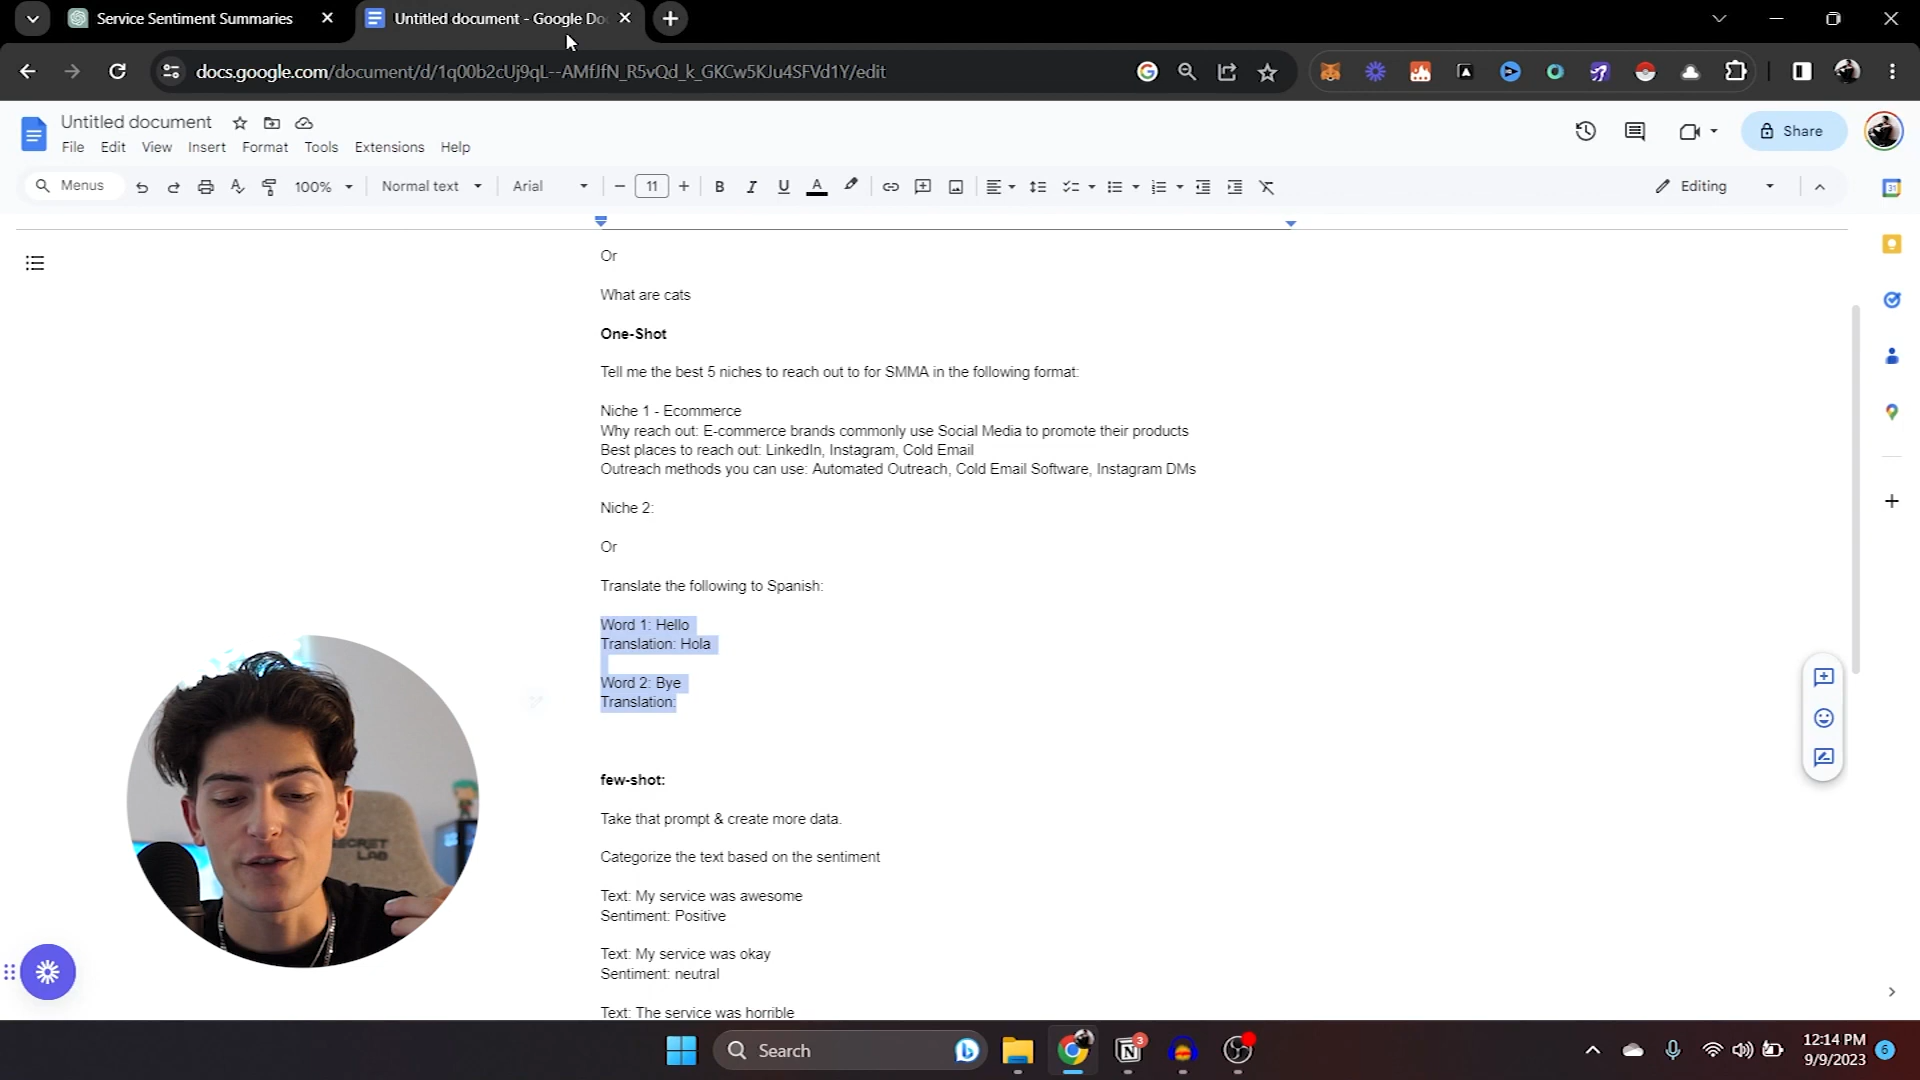 Service Sentiment Summaries
Untitled document - Google Do
docs.google.com/document/d/1q00b2cUj9qL--AMfJfN_R5vQd_k_GKCw5KJu4SFVd1Y/edit
Untitled document
File Edit View Insert Format Tools Extensions Help
Share
Menus
100%
Normal text
Arial
11
Editing
Or
What are cats
One-Shot
Tell me the best 5 niches to reach out to for SMMA in the following format:
Niche 1 - Ecommerce
Why reach out: E-commerce brands commonly use Social Media to promote their products
Best places to reach out: LinkedIn, Instagram, Cold Email
Outreach methods you can use: Automated Outreach, Cold Email Software, Instagram DMs
Niche 2:
Or
Translate the following to Spanish:
Word 1: Hello
Translation: Hola
Word 2: Bye
Translation:
few-shot:
Take that prompt & create more data.
Categorize the text based on the sentiment
Text: My service was awesome
Sentiment: Positive
Text: My service was okay
Sentiment: neutral
Text: The service was horrible
SECRET
LAB
Search
3
12:14 PM
9/9/2023
6